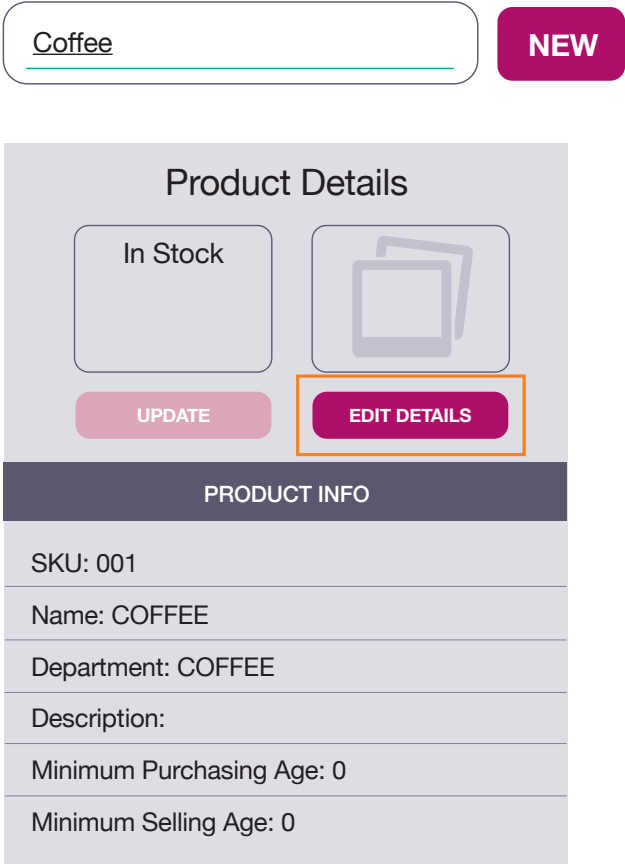 Coffee
NEW
Product Details
In Stock
UPDATE
EDIT DETAILS
PRODUCT INFO
SKU: 001
Name: COFFEE
Department: COFFEE
Description:
Minimum Purchasing Age: 0
Minimum Selling Age: 0